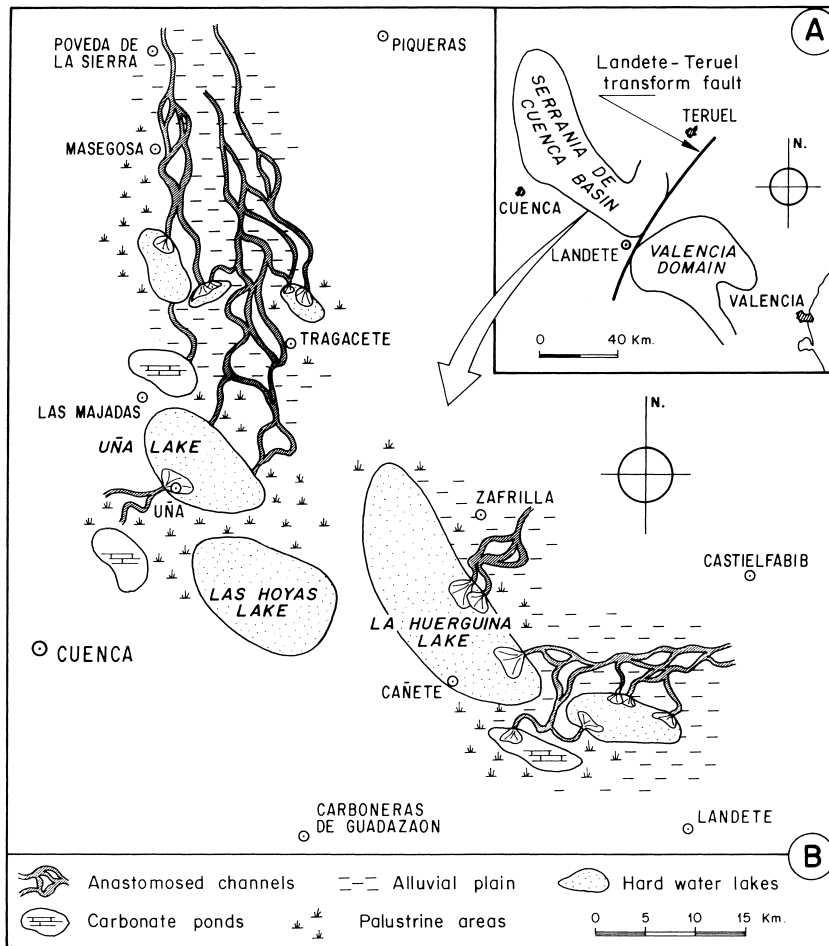 POVEDA DE
LA SIERRA
PIQUERAS
MASEGOSA
TRAGACETE
LAS MAJADAS
UÑA LAKE
UÑA
LAS HOYAS
LAKE
CUENCA
ZAFRILLA
CASTIELFABIB
LA HUERGUINA
LAKE
CAÑETE
CARBONERAS
DE GUADAZAON
LANDETE
N.
A
Landete-Teruel
transform fault
TERUEL
SERRANIA DE
CUENCA BASIN
N.
CUENCA
LANDETE
VALENCIA
DOMAIN
VALENCIA
0 40 Km.
B
Anastomosed channels
Alluvial plain
Hard water lakes
Carbonate ponds
Palustrine areas
0 5 10 15 Km.